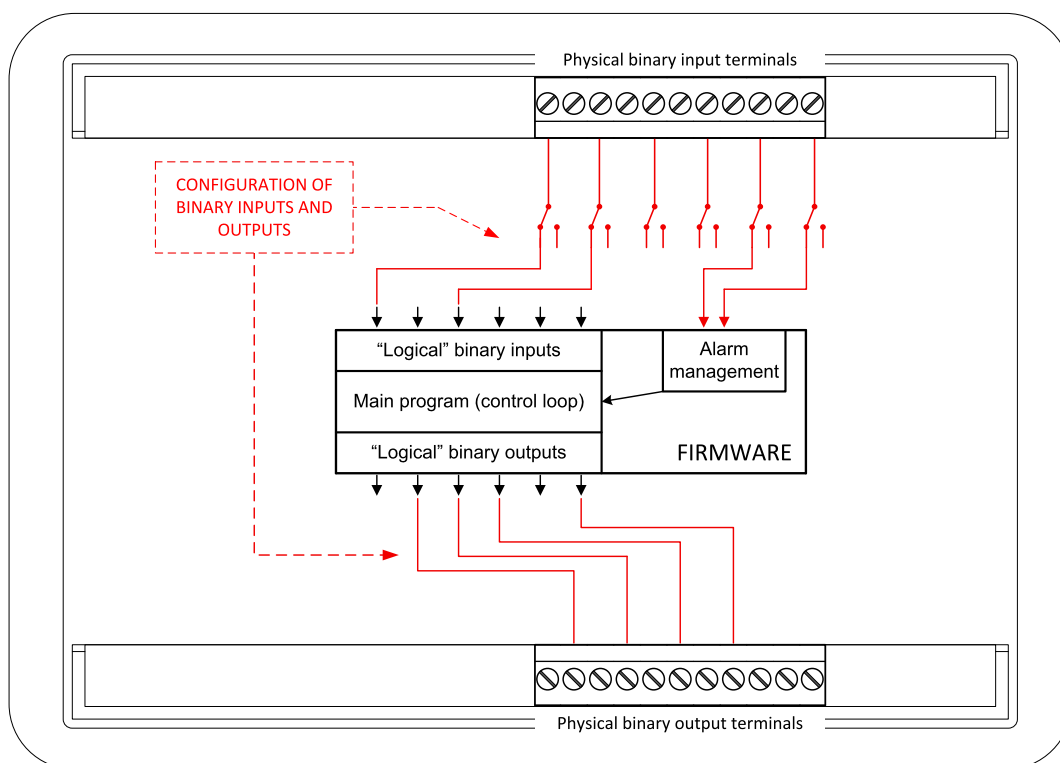 Physical binary input terminals
CONFIGURATION OF
BINARY INPUTS AND
OUTPUTS
“Logical” binary inputs
Alarm
management
Main program (control loop)
“Logical” binary outputs
FIRMWARE
Physical binary output terminals